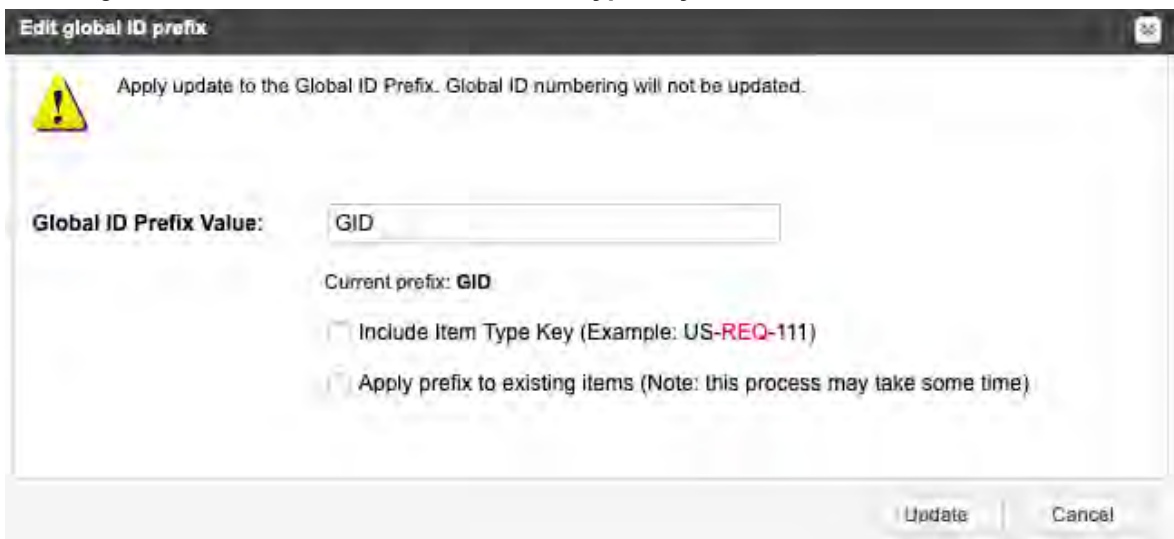 Edit global ID prefix
Apply update to the Global ID Prefix. Global ID numbering will not be updated.
Global ID Prefix Value:
GID
Current prefix: GID
Include Item Type Key (Example: US-REQ-111)
Apply prefix to existing items (Note: this process may take some time)
Update
Cancel